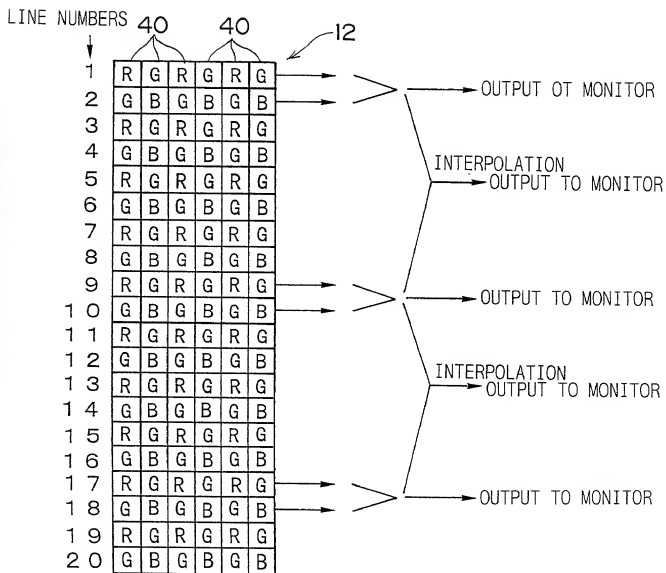 LINE NUMBERS 40 40 12
1 R G R G R G OUTPUT OT MONITOR
2 G B G B G B
3 R G R G R G
4 G B G B G B INTERPOLATION
5 R G R G R G OUTPUT TO MONITOR
6 G B G B G B
7 R G R G R G
8 G B G B G B
9 R G R G R G OUTPUT TO MONITOR
10 G B G B G B
11 R G R G R G
12 G B G B G B INTERPOLATION
13 R G R G R G OUTPUT TO MONITOR
14 G B G B G B
15 R G R G R G
16 G B G B G B
17 R G R G R G OUTPUT TO MONITOR
18 G B G B G B
19 R G R G R G
20 G B G B G B